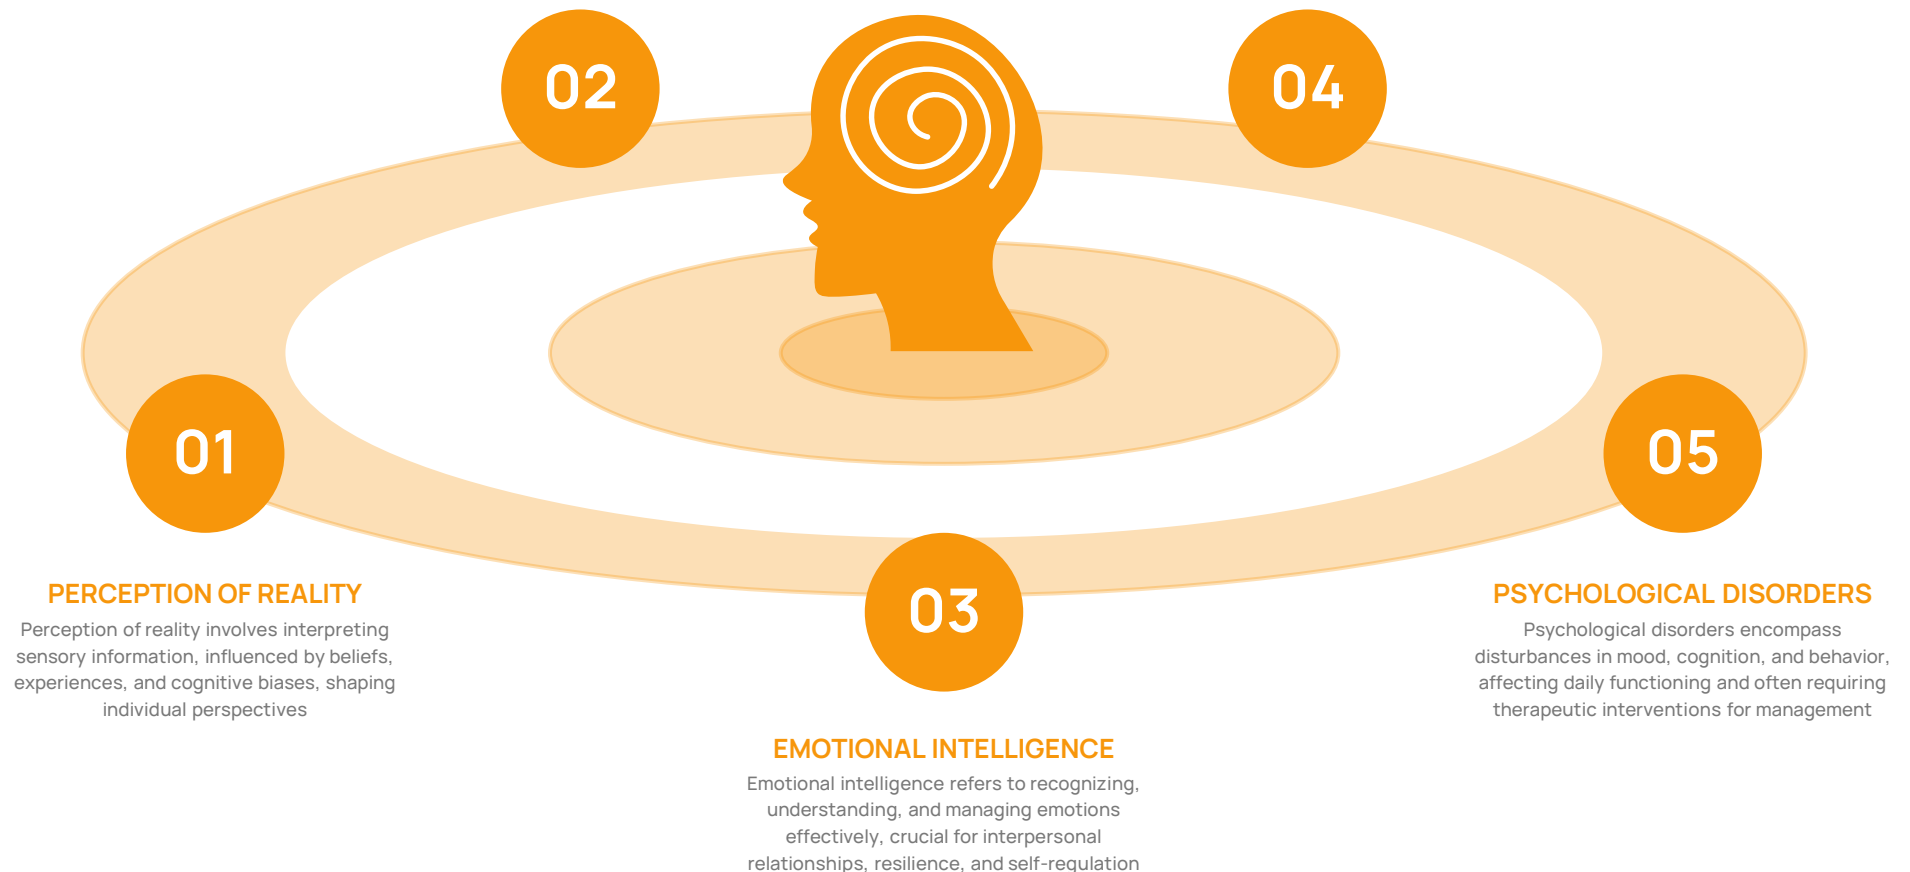 02
04
01
05
03
PERCEPTION OF REALITY
Perception of reality involves interpreting
sensory information, influenced by beliefs,
experiences, and cognitive biases, shaping
individual perspectives
PSYCHOLOGICAL DISORDERS
Psychological disorders encompass
disturbances in mood, cognition, and behavior,
affecting daily functioning and often requiring
therapeutic interventions for management
EMOTIONAL INTELLIGENCE
Emotional intelligence refers to recognizing,
understanding, and managing emotions
effectively, crucial for interpersonal
relationships, resilience, and self-regulation